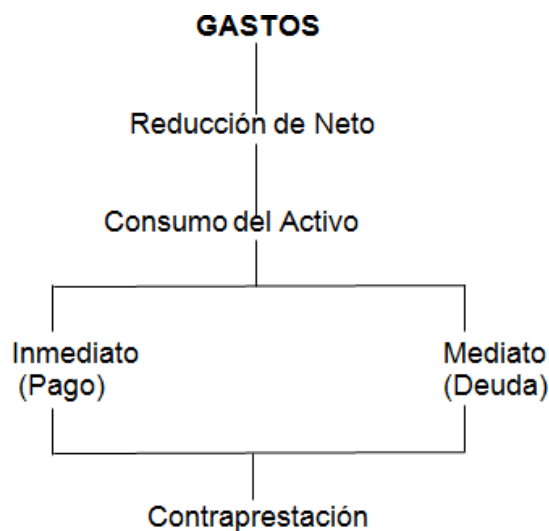 GASTOS
Reducción de Neto
Consumo del Activo
Inmediato
(Pago)
Mediato
(Deuda)
Contraprestación